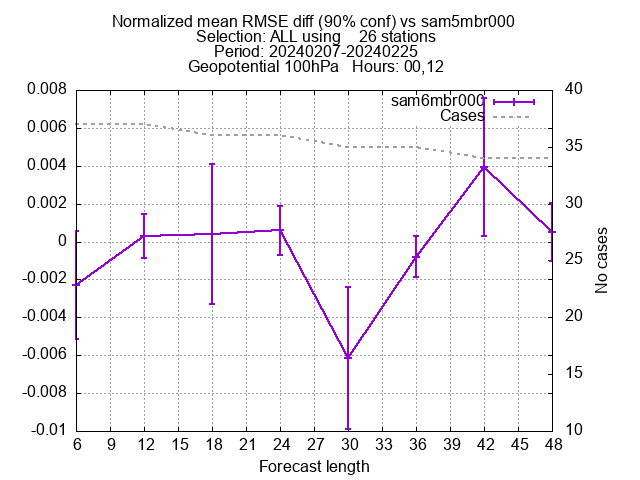 Normalized mean RMSE diff (90% conf) vs sam5mbr000
Selection: ALL using    26 stations
Period: 20240207-20240225
Geopotential 100hPa   Hours: 00,12
sam6mbr000
Cases
0.008
0.006
0.004
0.002
0
-0.002
-0.004
-0.006
-0.008
-0.01
40
35
30
25
20
15
10
No cases
6 9 12 15 18 21 24 27 30 33 36 39 42 45 48
Forecast length